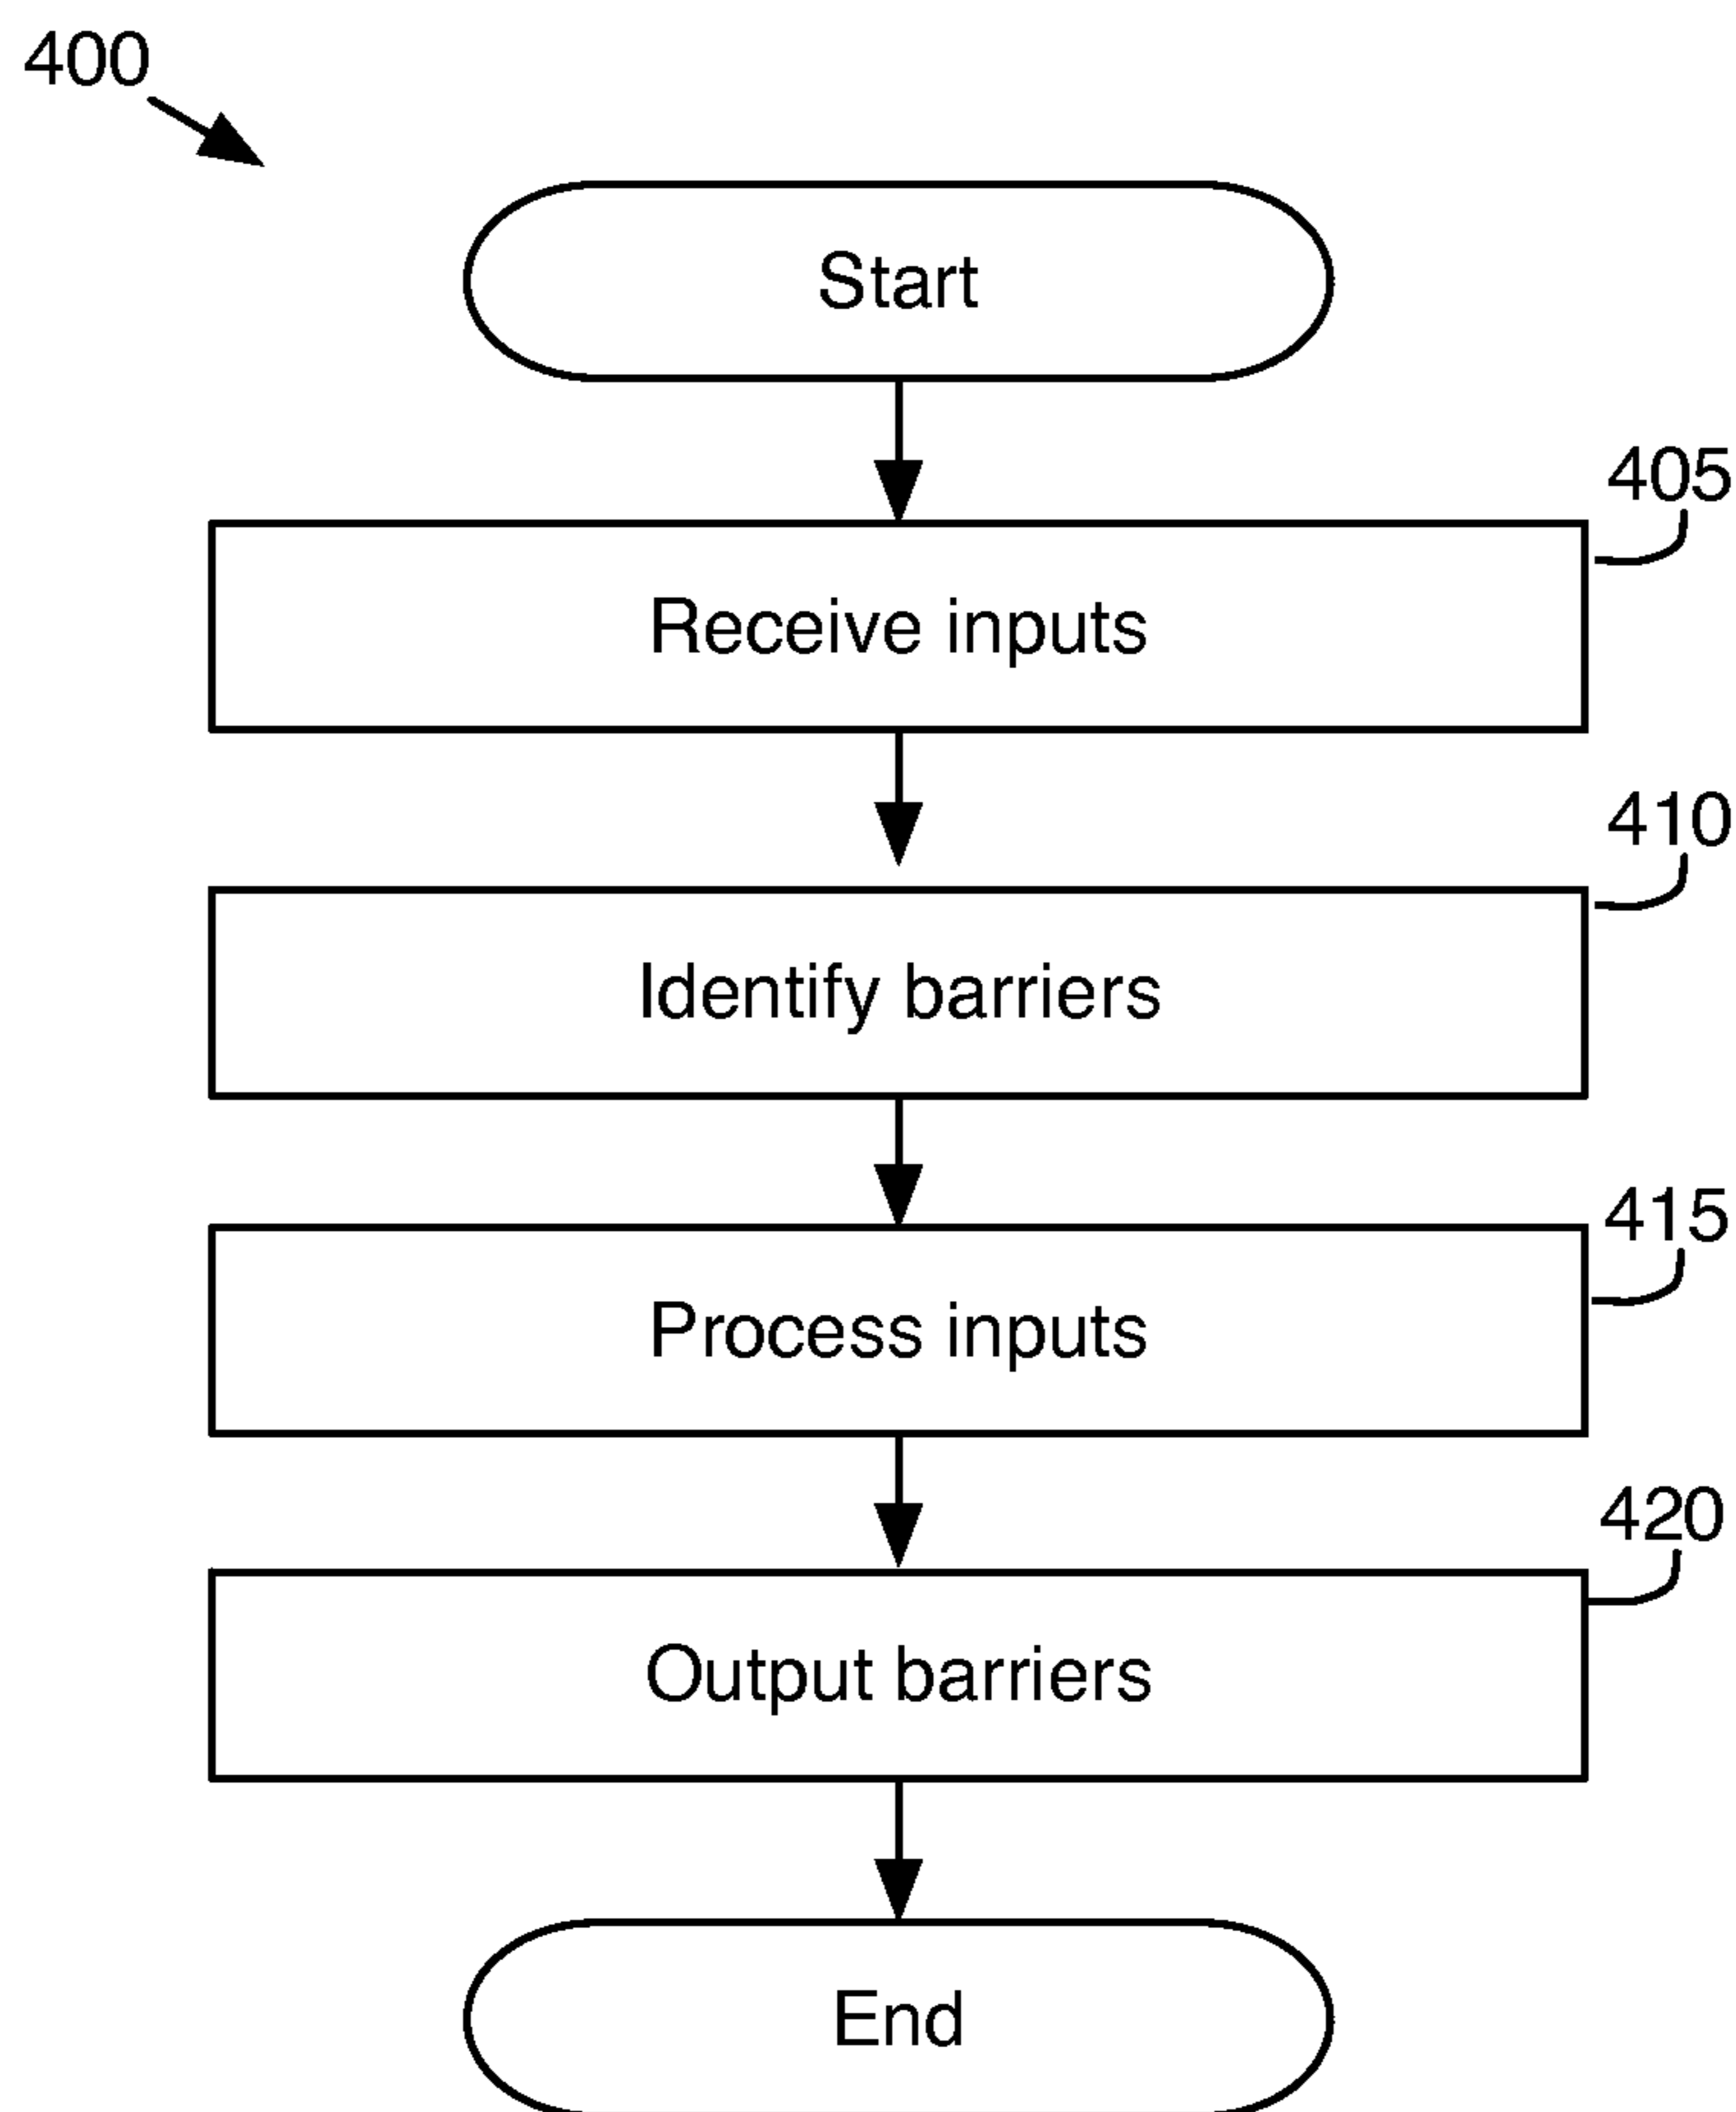 400
Start
405
Receive inputs
410
Identify barriers
415
Process inputs
420
Output barriers
End